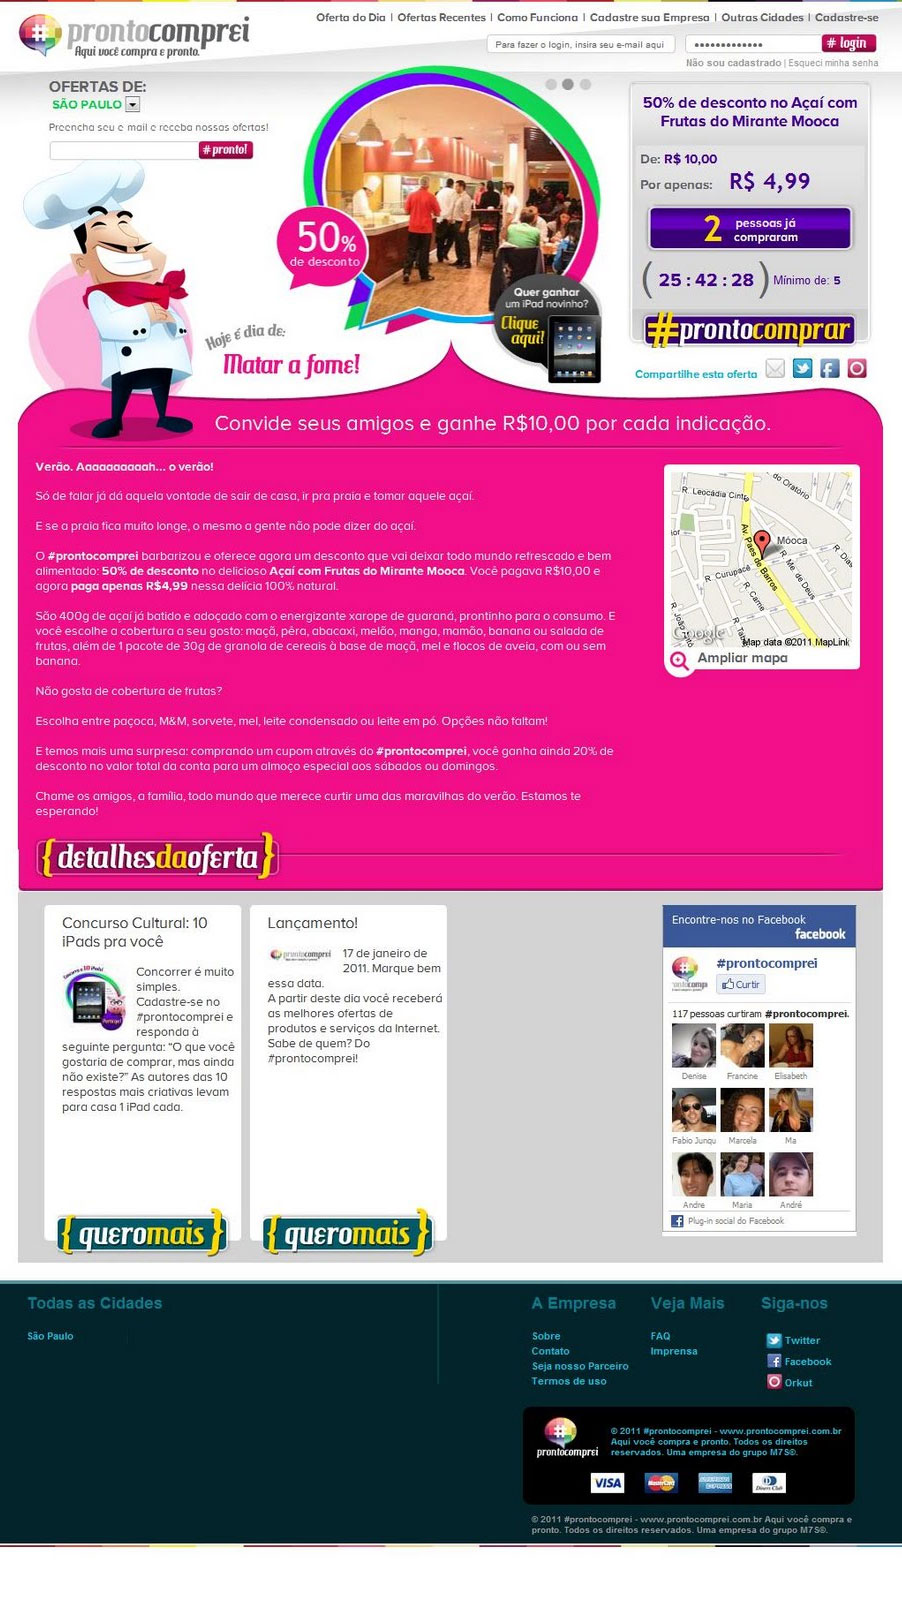 prontocomprei
Aqui você compra e pronto.
Oferta do Dia | Ofertas Recentes | Como Funciona | Cadastre sua Empresa | Outras Cidades | Cadastre-se
Para fazer o login, insira seu e-mail aqui
# login
Não sou cadastrado | Esqueci minha senha
OFERTAS DE:
SÃO PAULO
Preencha seu e-mail e receba nossas ofertas!
# pronto!
50%
de desconto
Quer ganhar
um iPad novinho?
Clique
aqui!
Hoje é dia de:
Matar a fome!
50% de desconto no Açaí com
Frutas do Mirante Mooca
De: R$ 10,00
Por apenas: R$ 4,99
2 pessoas já
compraram
(25 : 42 : 28) Mínimo de: 5
#prontocomprar
Compartilhe esta oferta
Convide seus amigos e ganhe R$10,00 por cada indicação.
Verão. Aaaaaaaaaah... o verão!
Só de falar já dá aquela vontade de sair de casa, ir pra praia e tomar aquele açaí.
E se a praia fica muito longe, o mesmo a gente não pode dizer do açaí.
O #prontocomprei barbarizou e oferece agora um desconto que vai deixar todo mundo refrescado e bem
alimentado: 50% de desconto no delicioso Açaí com Frutas do Mirante Mooca. Você pagava R$10,00 e
agora paga apenas R$4,99 nessa delícia 100% natural.
São 400g de açaí já batido e adoçado com o energizante xarope de guaraná, prontinho para o consumo. E
você escolhe a cobertura a seu gosto: maçã, pêra, abacaxi, melão, manga, mamão, banana ou salada de
frutas, além de 1 pacote de 30g de granola de cereais à base de maçã, mel e flocos de aveia, com ou sem
banana.
Não gosta de cobertura de frutas?
Escolha entre paçoca, M&M, sorvete, mel, leite condensado ou leite em pó. Opções não faltam!
E temos mais uma surpresa: comprando um cupom através do #prontocomprei, você ganha ainda 20% de
desconto no valor total da conta para um almoço especial aos sábados ou domingos.
Chame os amigos, a família, todo mundo que merece curtir uma das maravilhas do verão. Estamos te
esperando!
R. Leocádia Cinta
do Oratório
Mooca
Av. Paes de Barros
R. Curupacê
R. Me. de Deus
R. Came
Google
Map data ©2011 MapLink
Ampliar mapa
{detalhesdaoferta}
Concurso Cultural: 10
iPads pra você
Concorrer é muito
simples.
Cadastre-se no
#prontocomprei e
responda à
seguinte pergunta: “O que você
gostaria de comprar, mas ainda
não existe?” As autores das 10
respostas mais criativas levam
para casa 1 iPad cada.
{queromais}
Lançamento!
prontocomprei
17 de janeiro de
2011. Marque bem
essa data.
A partir deste dia você receberá
as melhores ofertas de
produtos e serviços da Internet.
Sabe de quem? Do
#prontocomprei!
{queromais}
Encontre-nos no Facebook
facebook
#prontocomprei
Curtir
117 pessoas curtiram #prontocomprei.
Denise Francine Elisabeth
Fabio Junqu Marcela Ma
Andre Maria André
Plug-in social do Facebook
Todas as Cidades
São Paulo
A Empresa
Sobre
Contato
Seja nosso Parceiro
Termos de uso
Veja Mais
FAQ
Imprensa
Siga-nos
Twitter
Facebook
Orkut
prontocomprei
© 2011 #prontocomprei - www.prontocomprei.com.br
Aqui você compra e pronto. Todos os direitos
reservados. Uma empresa do grupo M7S®.
VISA MasterCard AMERICAN EXPRESS Diners Club
© 2011 #prontocomprei - www.prontocomprei.com.br Aqui você compra e
pronto. Todos os direitos reservados. Uma empresa do grupo M7S®.